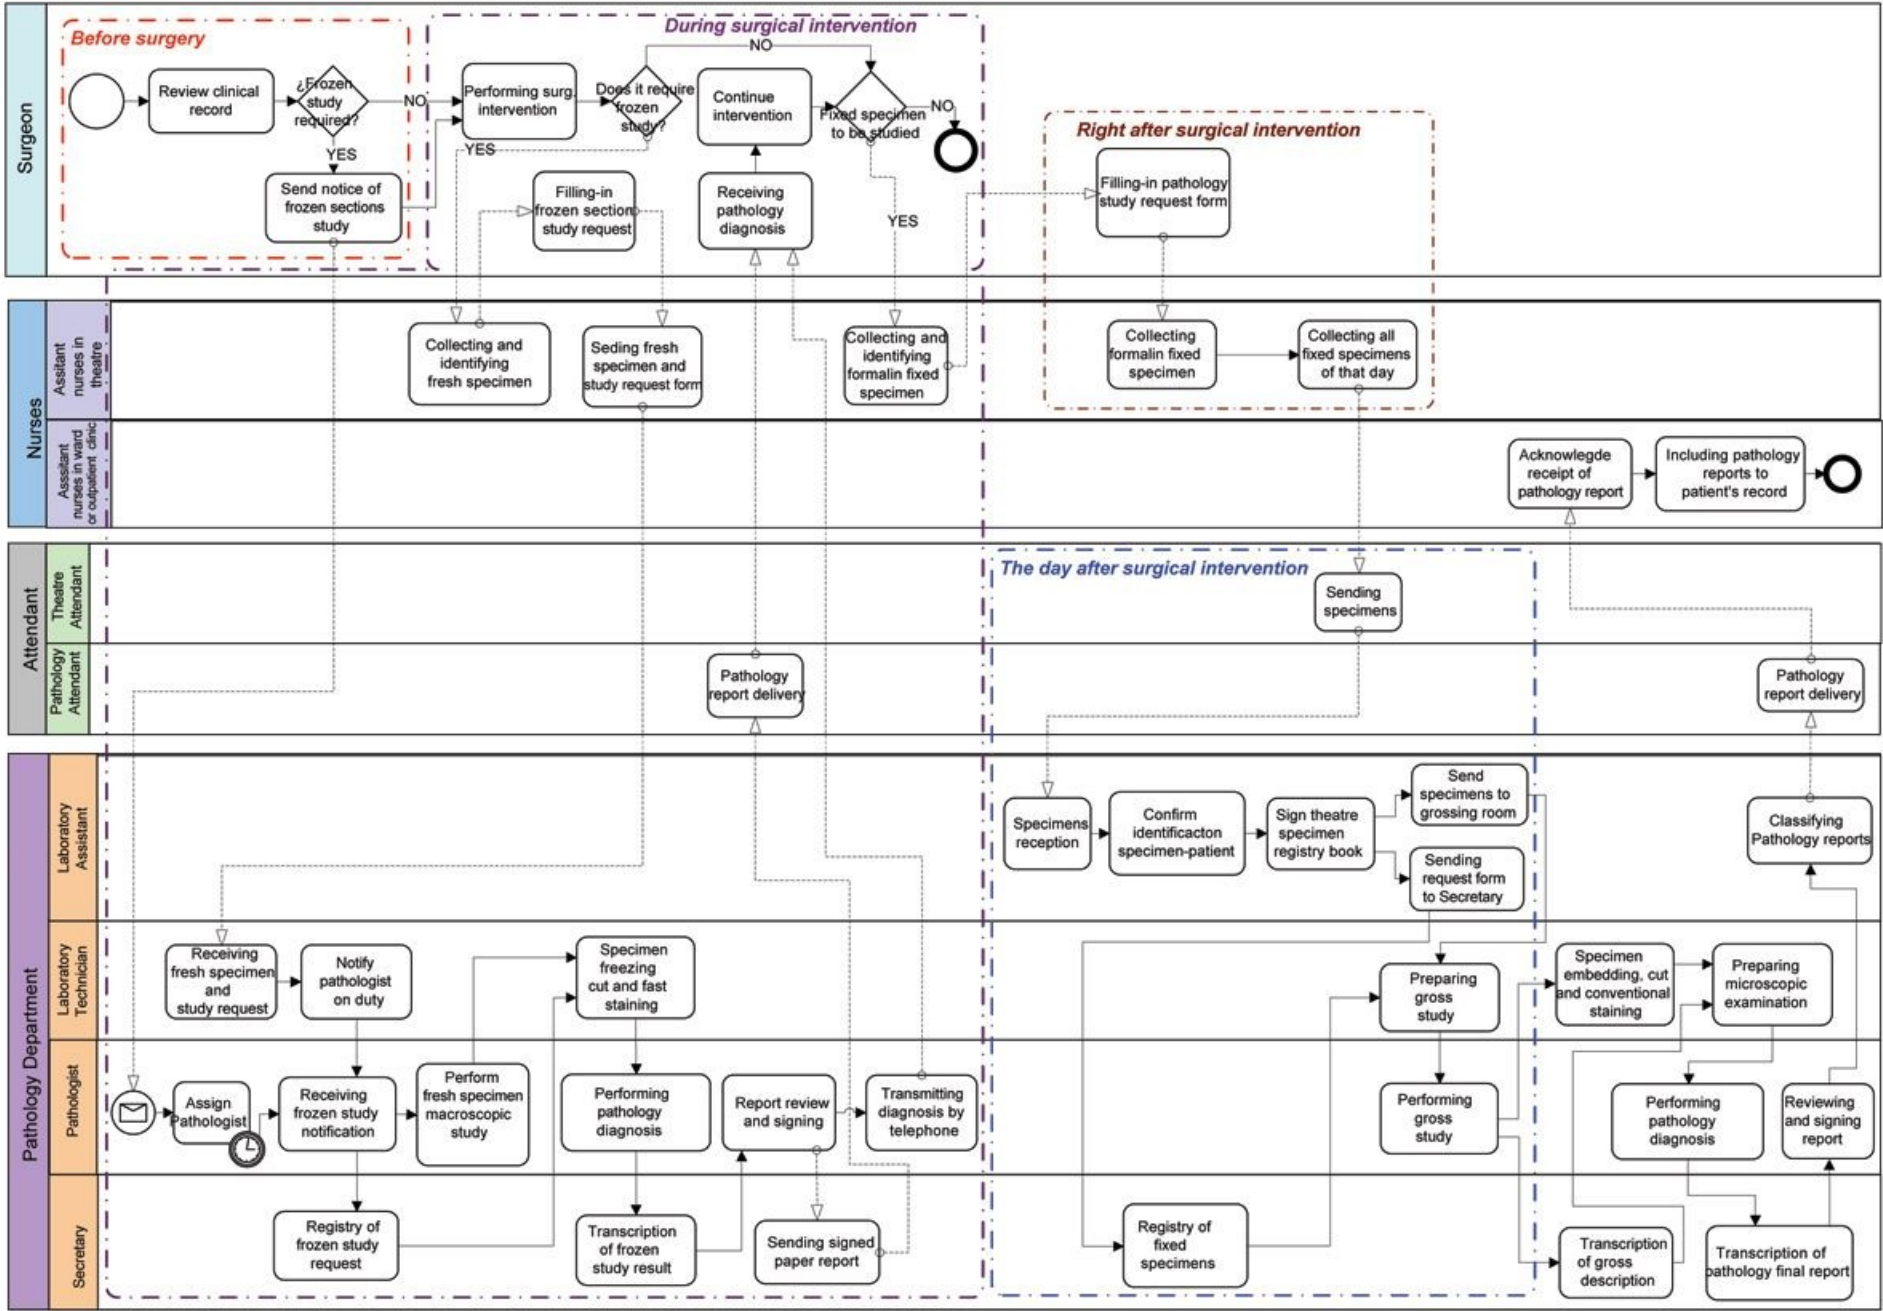 Surgeon
Before surgery
Review clinical
record
¿Frozen
study
required?
NO
YES
Send notice of
frozen sections
study
During surgical intervention
Performing surg.
intervention
Does it require
frozen
study?
NO
YES
Filling-in
frozen section
study request
Continue
intervention
Receiving
pathology
diagnosis
Fixed specimen
to be studied
NO
YES
Right after surgical intervention
Filling-in pathology
study request form
Nurses
Assitant
nurses in
theatre
Collecting and
identifying
fresh specimen
Seding fresh
specimen and
study request form
Collecting and
identifying
formalin fixed
specimen
Collecting
formalin fixed
specimen
Collecting all
fixed specimens
of that day
Asssitant
nurses in ward
or outpatient clinic
Acknowlegde
receipt of
pathology report
Including pathology
reports to
patient's record
Attendant
Theatre
Attendant
The day after surgical intervention
Sending
specimens
Pathology
Attendant
Pathology
report delivery
Pathology
report delivery
Pathology Department
Laboratory
Assistant
Specimens
reception
Confirm
identificacton
specimen-patient
Sign theatre
specimen
registry book
Send
specimens to
grossing room
Sending
request form
to Secretary
Classifying
Pathology reports
Laboratory
Technician
Receiving
fresh specimen
and
study request
Notify
pathologist
on duty
Specimen
freezing
cut and fast
staining
Preparing
gross
study
Specimen
embedding, cut
and conventional
staining
Preparing
microscopic
examination
Pathologist
Assign
Pathologist
Receiving
frozen study
notification
Perform
fresh specimen
macroscopic
study
Performing
pathology
diagnosis
Report review
and signing
Transmitting
diagnosis by
telephone
Performing
gross
study
Performing
pathology
diagnosis
Reviewing
and signing
report
Secretary
Registry of
frozen study
request
Transcription
of frozen
study result
Sending signed
paper report
Registry of
fixed
specimens
Transcription
of gross
description
Transcription of
pathology final report